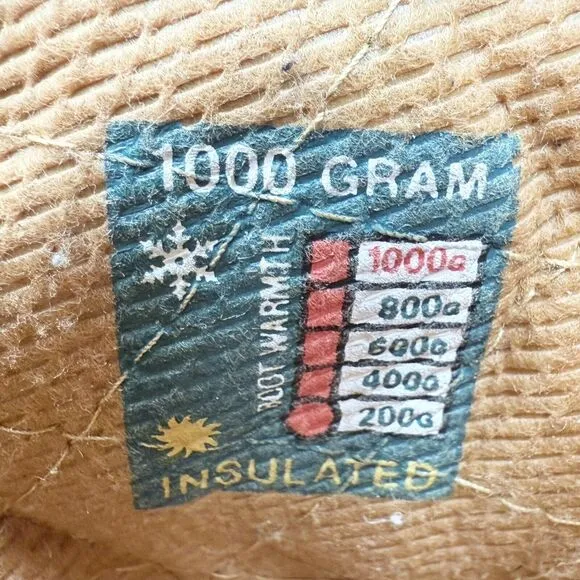 1000 GRAM
BOOT WARMTH
1000G
800G
600G
400G
200G
INSULATED